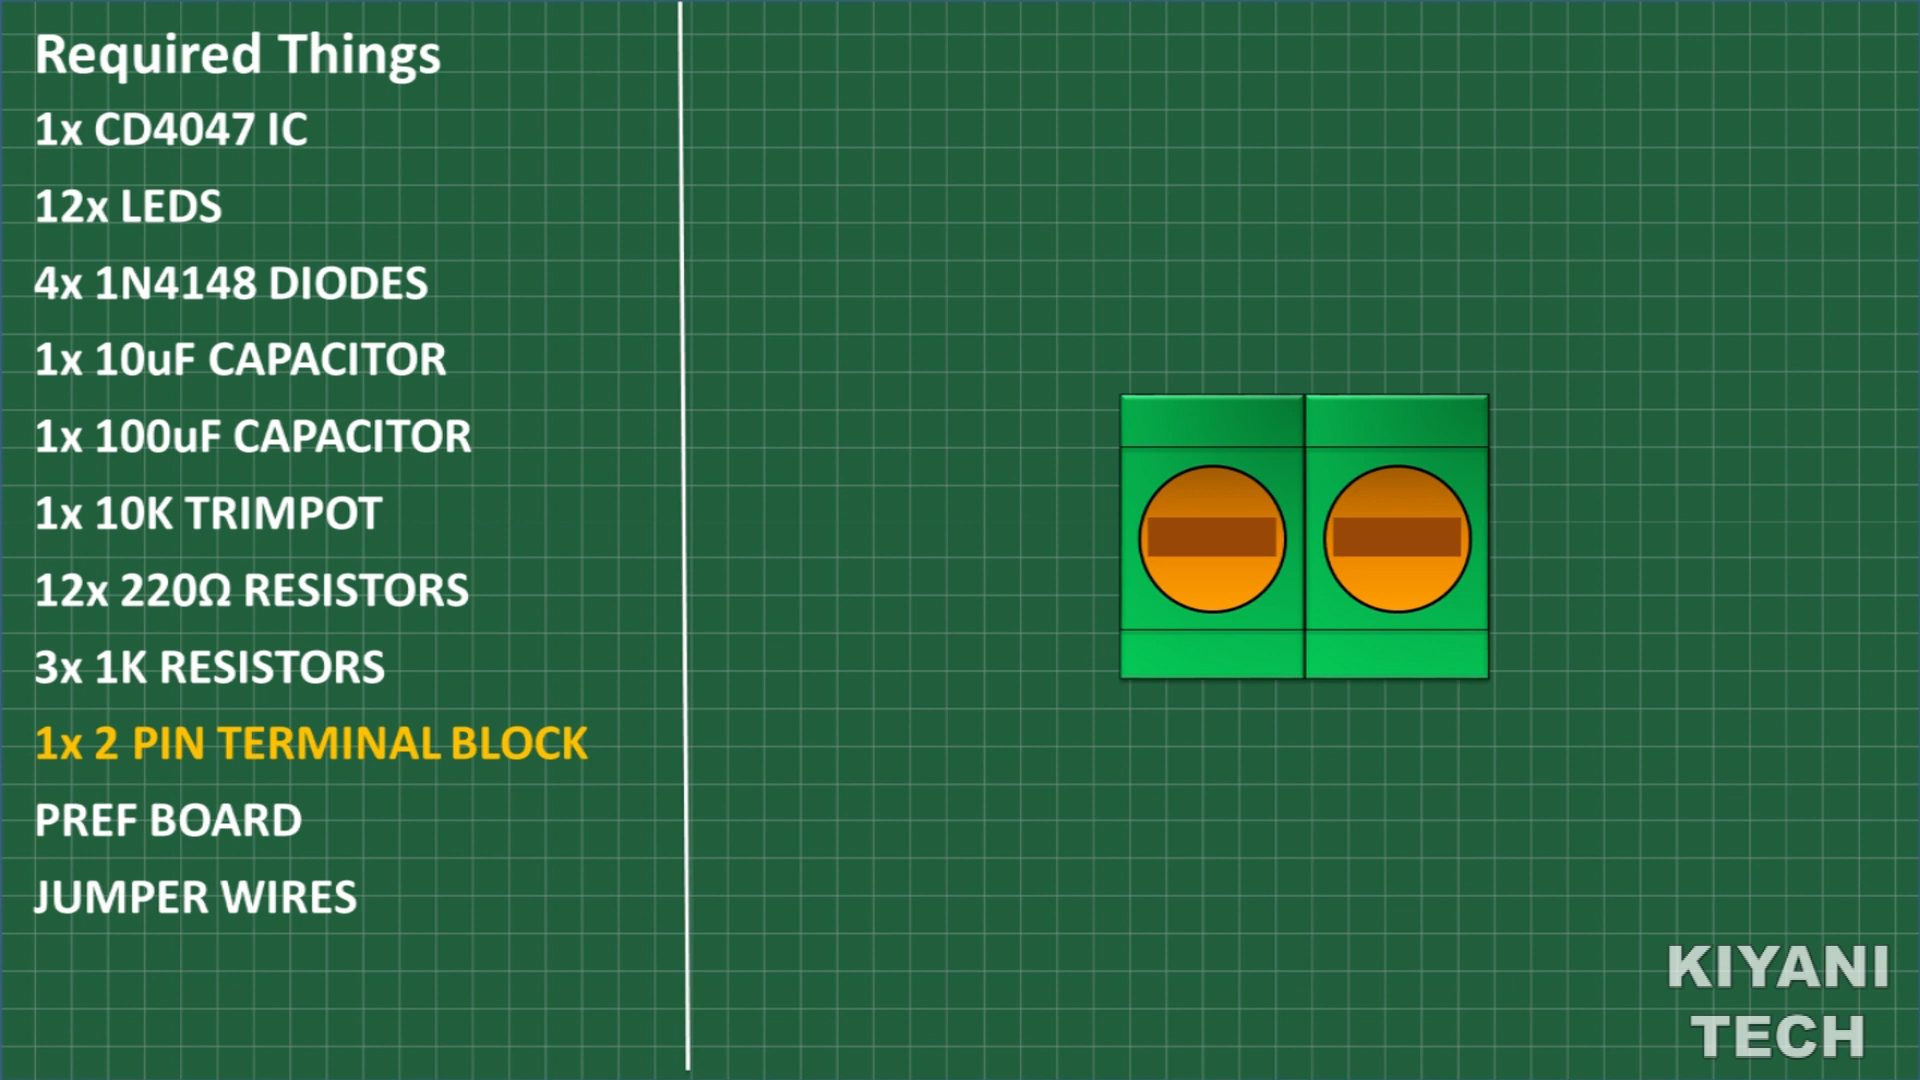 Required Things
1x CD4047 IC
12x LEDS
4x 1N4148 DIODES
1x 10uF CAPACITOR
1x 100uF CAPACITOR
1x 10K TRIMPOT
12x 220Ω RESISTORS
3x 1K RESISTORS
1x 2 PIN TERMINAL BLOCK
PREF BOARD
JUMPER WIRES
KIYANI
TECH